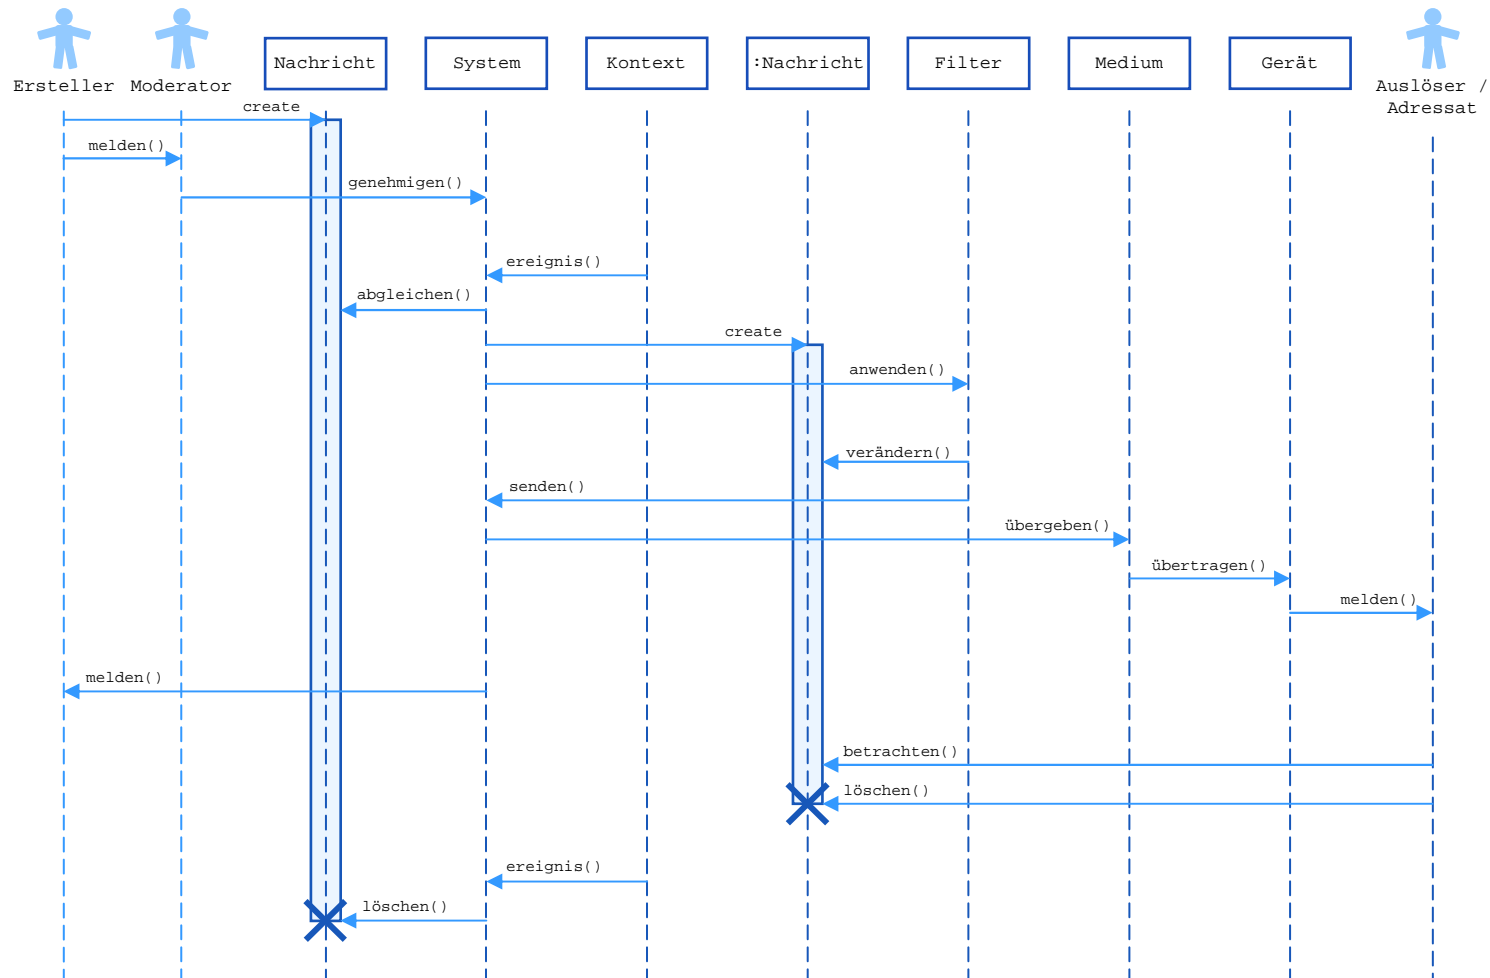 Ersteller
Moderator
Nachricht
System
Kontext
:Nachricht
Filter
Medium
Gerät
Auslöser /
Adressat
create
melden()
genehmigen()
ereignis()
abgleichen()
create
anwenden()
verändern()
senden()
übergeben()
übertragen()
melden()
melden()
betrachten()
löschen()
ereignis()
löschen()